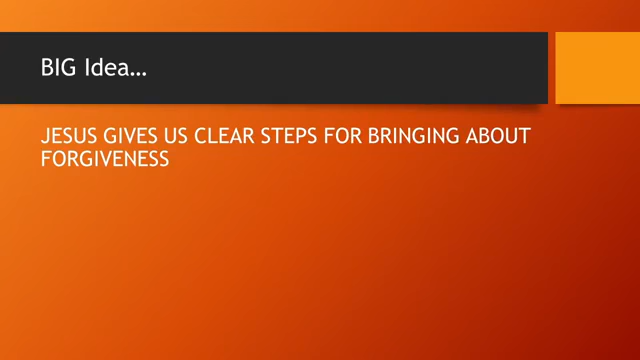 BIG Idea…
JESUS GIVES US CLEAR STEPS FOR BRINGING ABOUT
FORGIVENESS